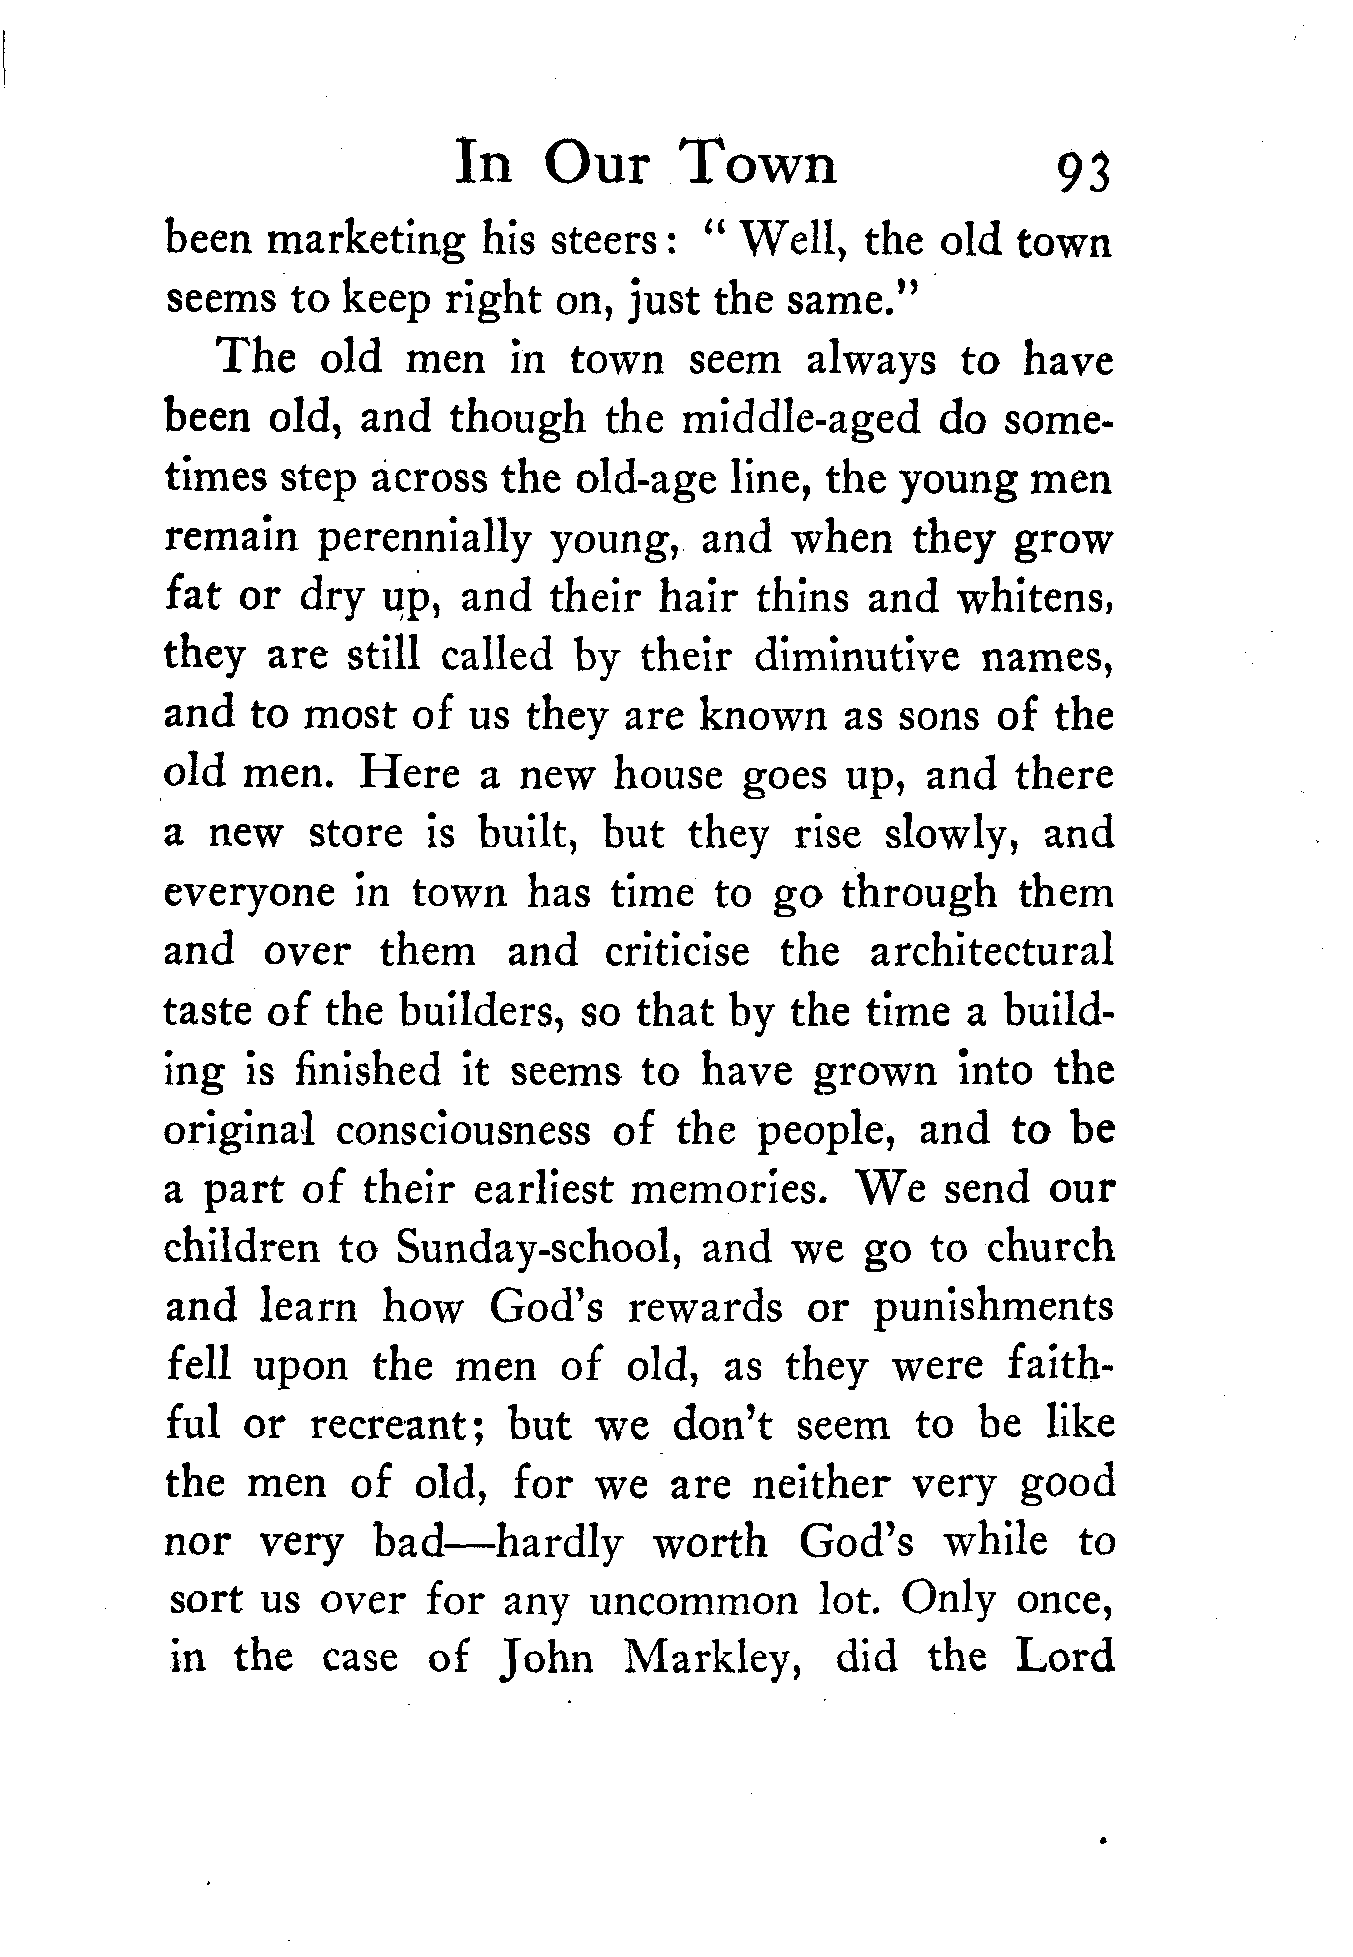 In Our Town 93
been marketing his steers: “Well, the old town
seems to keep right on, just the same.”
The old men in town seem always to have
been old, and though the middle-aged do some-
times step across the old-age line, the young men
remain perennially young, and when they grow
fat or dry up, and their hair thins and whitens,
they are still called by their diminutive names,
and to most of us they are known as sons of the
old men. Here a new house goes up, and there
a new store is built, but they rise slowly, and
everyone in town has time to go through them
and over them and criticise the architectural
taste of the builders, so that by the time a build-
ing is finished it seems to have grown into the
original consciousness of the people, and to be
a part of their earliest memories. We send our
children to Sunday-school, and we go to church
and learn how God's rewards or punishments
fell upon the men of old, as they were faith-
ful or recreant; but we don't seem to be like
the men of old, for we are neither very good
nor very bad—hardly worth God's while to
sort us over for any uncommon lot. Only once,
in the case of John Markley, did the Lord